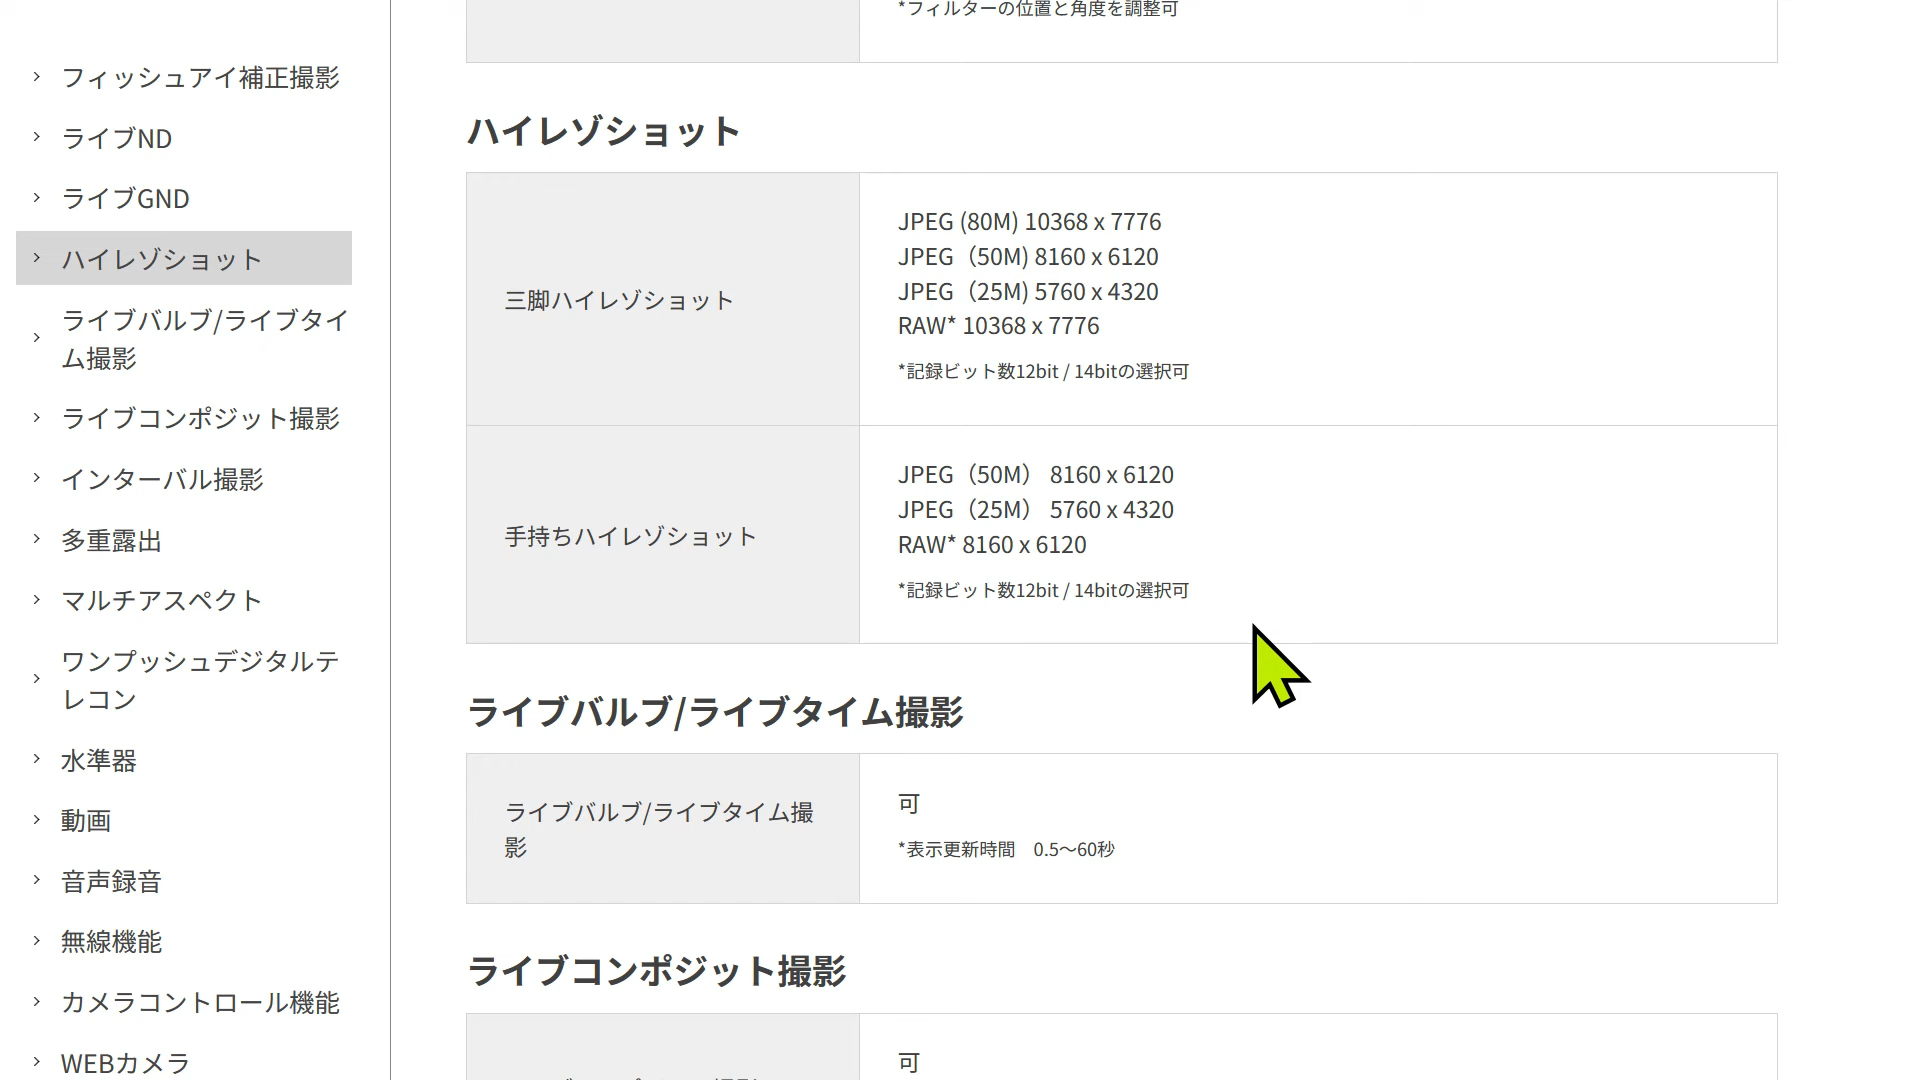 フィッシュアイ補正撮影
ライブND
ライブGND
ハイレゾショット
ライブバルブ/ライブタイ
ム撮影
ライブコンポジット撮影
インターバル撮影
多重露出
マルチアスペクト
ワンプッシュデジタルテ
レコン
水準器
動画
音声録音
無線機能
カメラコントロール機能
WEBカメラ
*フィルターの位置と角度を調整可
ハイレゾショット
三脚ハイレゾショット
JPEG (80M) 10368 x 7776
JPEG（50M) 8160 x 6120
JPEG（25M) 5760 x 4320
RAW* 10368 x 7776
*記録ビット数12bit / 14bitの選択可
手持ちハイレゾショット
JPEG（50M） 8160 x 6120
JPEG（25M） 5760 x 4320
RAW* 8160 x 6120
*記録ビット数12bit / 14bitの選択可
ライブバルブ/ライブタイム撮影
ライブバルブ/ライブタイム撮
影
可
*表示更新時間　0.5～60秒
ライブコンポジット撮影
可